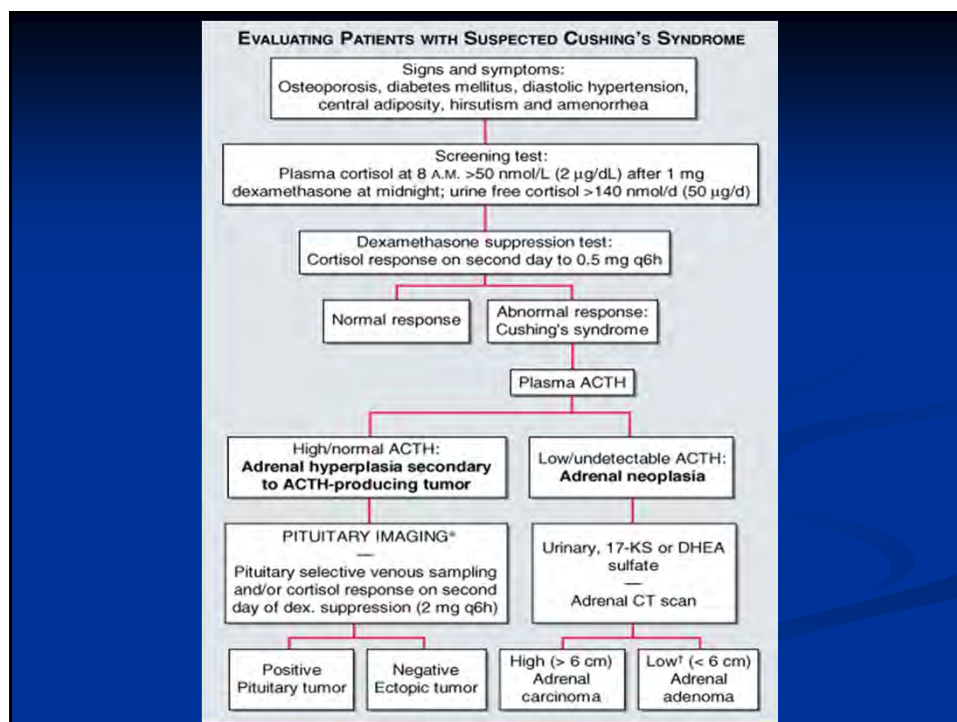 EVALUATING PATIENTS WITH SUSPECTED CUSHING'S SYNDROME
Signs and symptoms:
Osteoporosis, diabetes mellitus, diastolic hypertension,
central adiposity, hirsutism and amenorrhea
Screening test:
Plasma cortisol at 8 A.M. >50 nmol/L (2 μg/dL) after 1 mg
dexamethasone at midnight; urine free cortisol >140 nmol/d (50 μg/d)
Dexamethasone suppression test:
Cortisol response on second day to 0.5 mg q6h
Normal response
Abnormal response:
Cushing's syndrome
Plasma ACTH
High/normal ACTH:
Adrenal hyperplasia secondary
to ACTH-producing tumor
Low/undetectable ACTH:
Adrenal neoplasia
PITUITARY IMAGING*
—
Pituitary selective venous sampling
and/or cortisol response on second
day of dex. suppression (2 mg q6h)
Urinary, 17-KS or DHEA
sulfate
—
Adrenal CT scan
Positive
Pituitary tumor
Negative
Ectopic tumor
High (> 6 cm)
Adrenal
carcinoma
Low† (< 6 cm)
Adrenal
adenoma